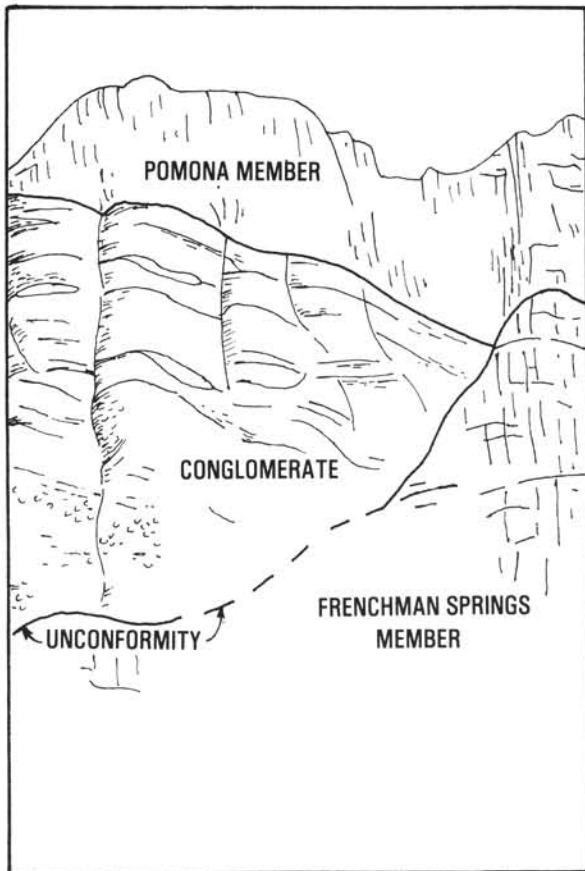 POMONA MEMBER
CONGLOMERATE
FRENCHMAN SPRINGS
MEMBER
UNCONFORMITY